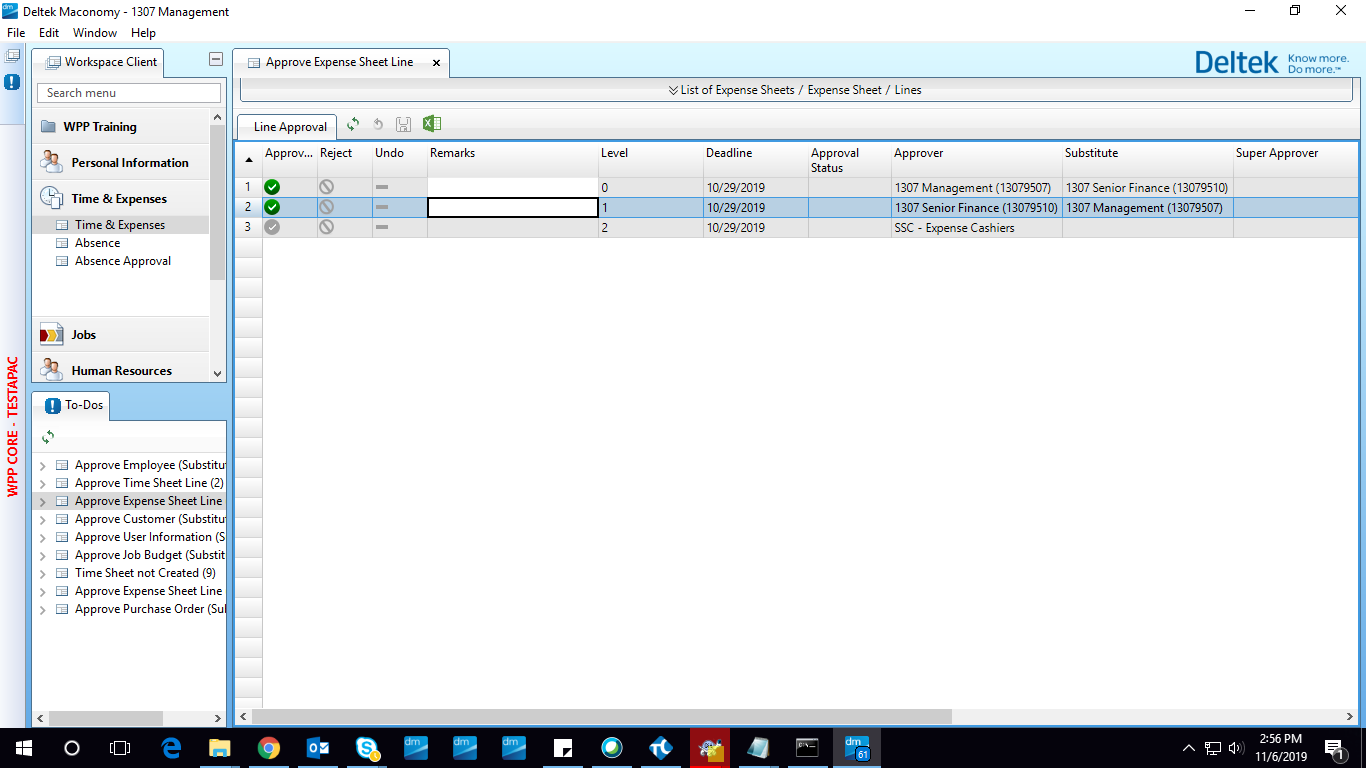 Deltek Maconomy - 1307 Management
File Edit Window Help
Workspace Client
Search menu
WPP Training
Personal Information
Time & Expenses
Time & Expenses
Absence
Absence Approval
Jobs
Human Resources
WPP CORE - TESTAPAC
To-Dos
Approve Employee (Substitut
Approve Time Sheet Line (2)
Approve Expense Sheet Line
Approve Customer (Substitu
Approve User Information (S
Approve Job Budget (Substit
Time Sheet not Created (9)
Approve Expense Sheet Line
Approve Purchase Order (Sul
Approve Expense Sheet Line
Deltek Know more.
Do more.™
List of Expense Sheets / Expense Sheet / Lines
Line Approval
Approv... Reject Undo Remarks Level Deadline Approval Status Approver Substitute Super Approver
1 0 10/29/2019 1307 Management (13079507) 1307 Senior Finance (13079510)
2 1 10/29/2019 1307 Senior Finance (13079510) 1307 Management (13079507)
3 2 10/29/2019 SSC - Expense Cashiers
dm dm dm dm 61
2:56 PM
11/6/2019
1